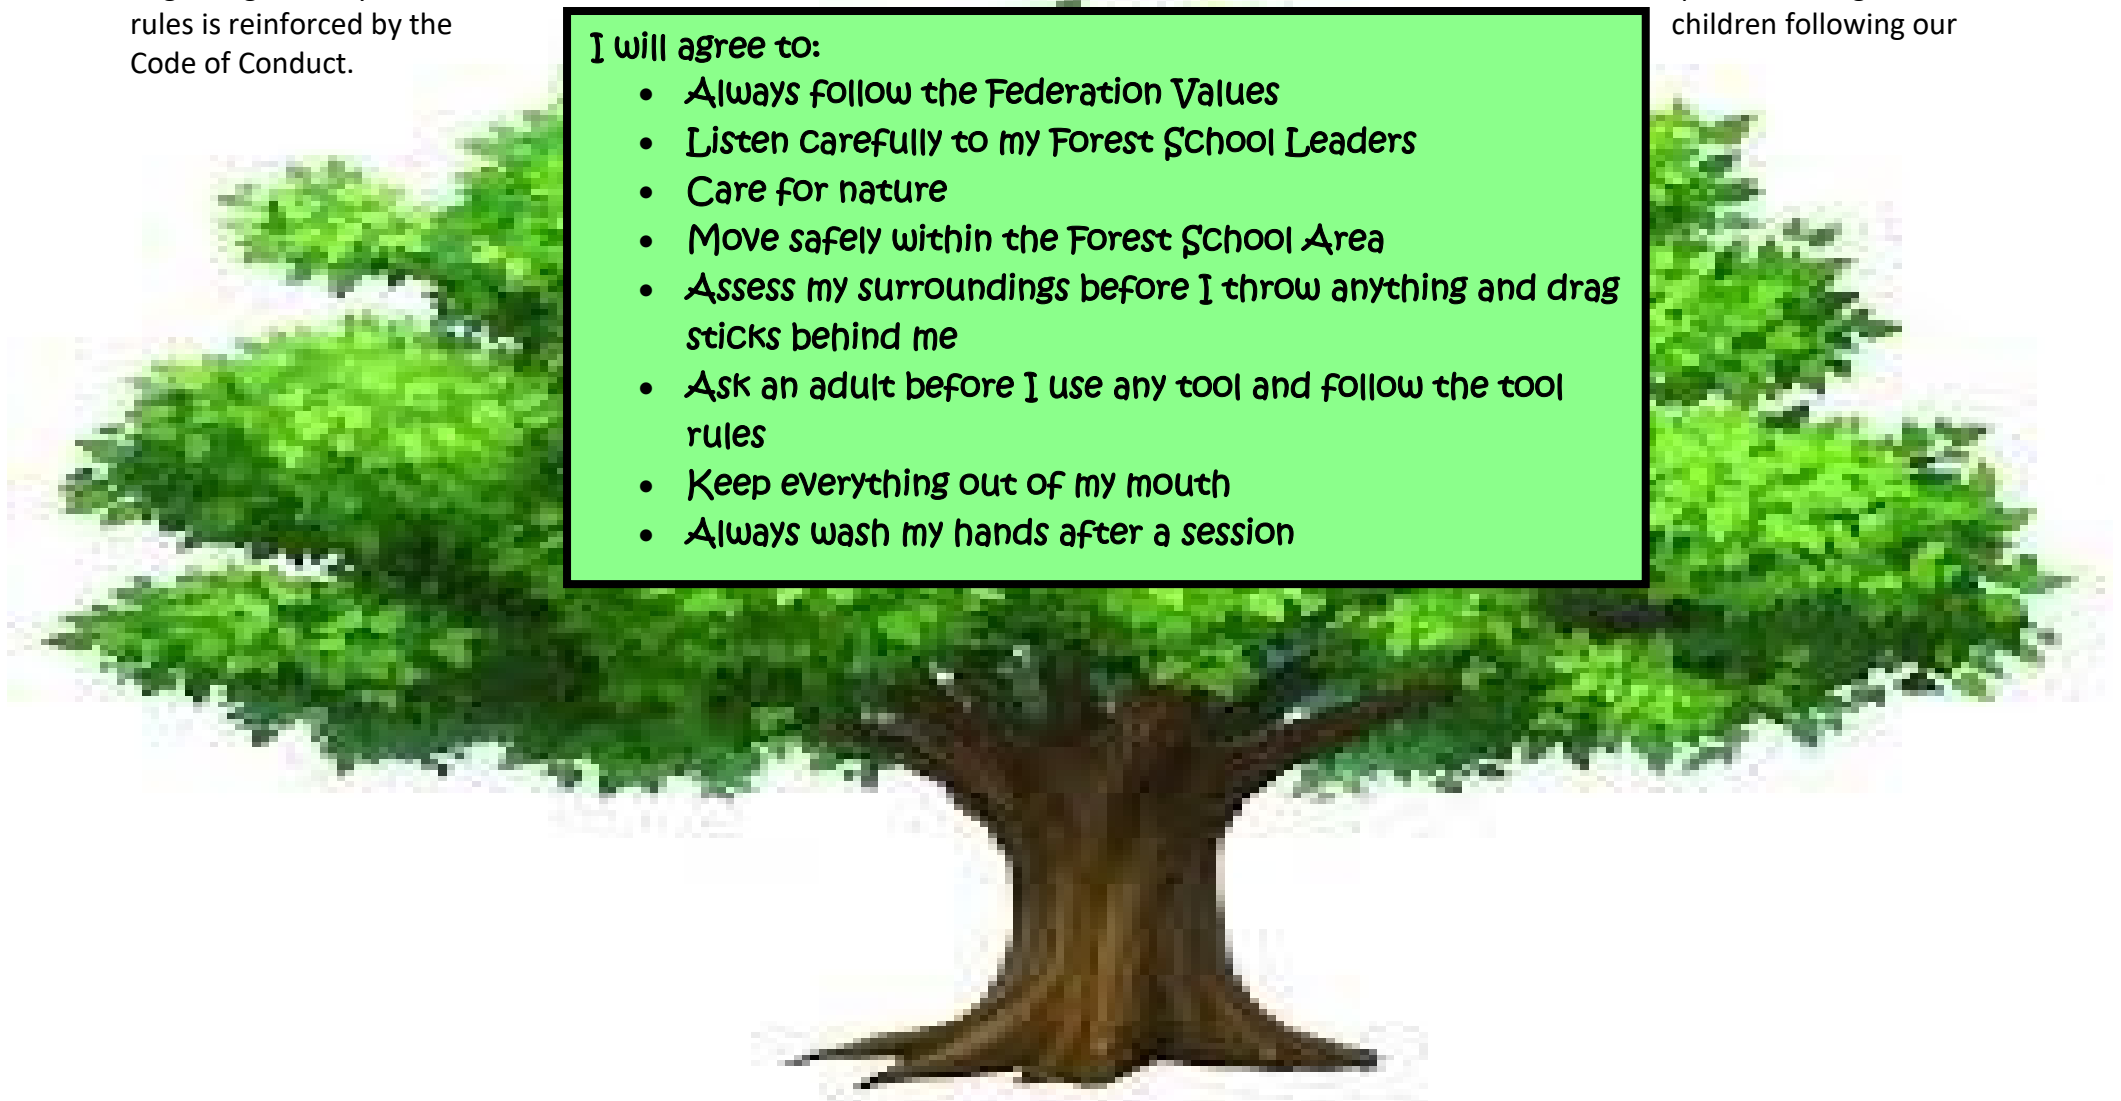 rules is reinforced by the
Code of Conduct.
I will agree to:
• Always follow the Federation Values
• Listen carefully to my Forest School Leaders
• Care for nature
• Move safely within the Forest School Area
• Assess my surroundings before I throw anything and drag
sticks behind me
• Ask an adult before I use any tool and follow the tool
rules
• Keep everything out of my mouth
• Always wash my hands after a session
children following our